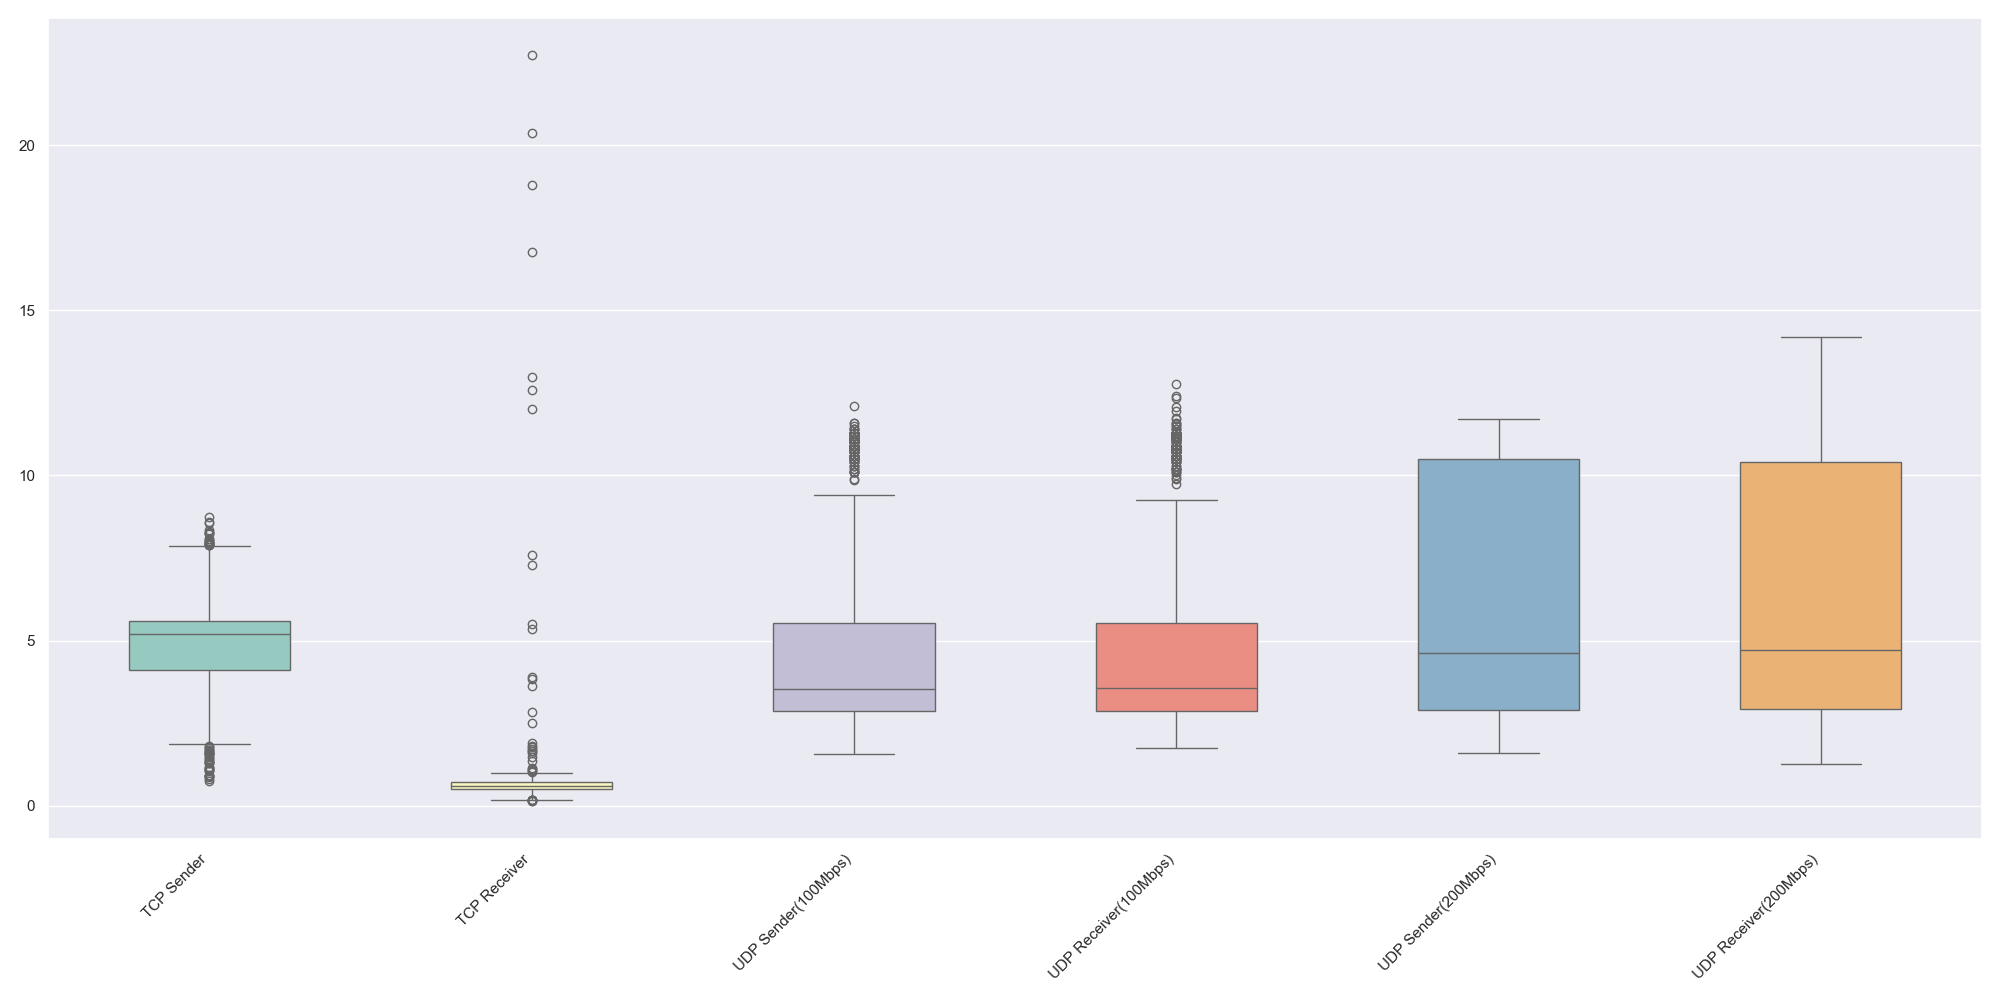 20
15
10
5
0
TCP Sender
TCP Receiver
UDP Sender(100Mbps)
UDP Receiver(100Mbps)
UDP Sender(200Mbps)
UDP Receiver(200Mbps)